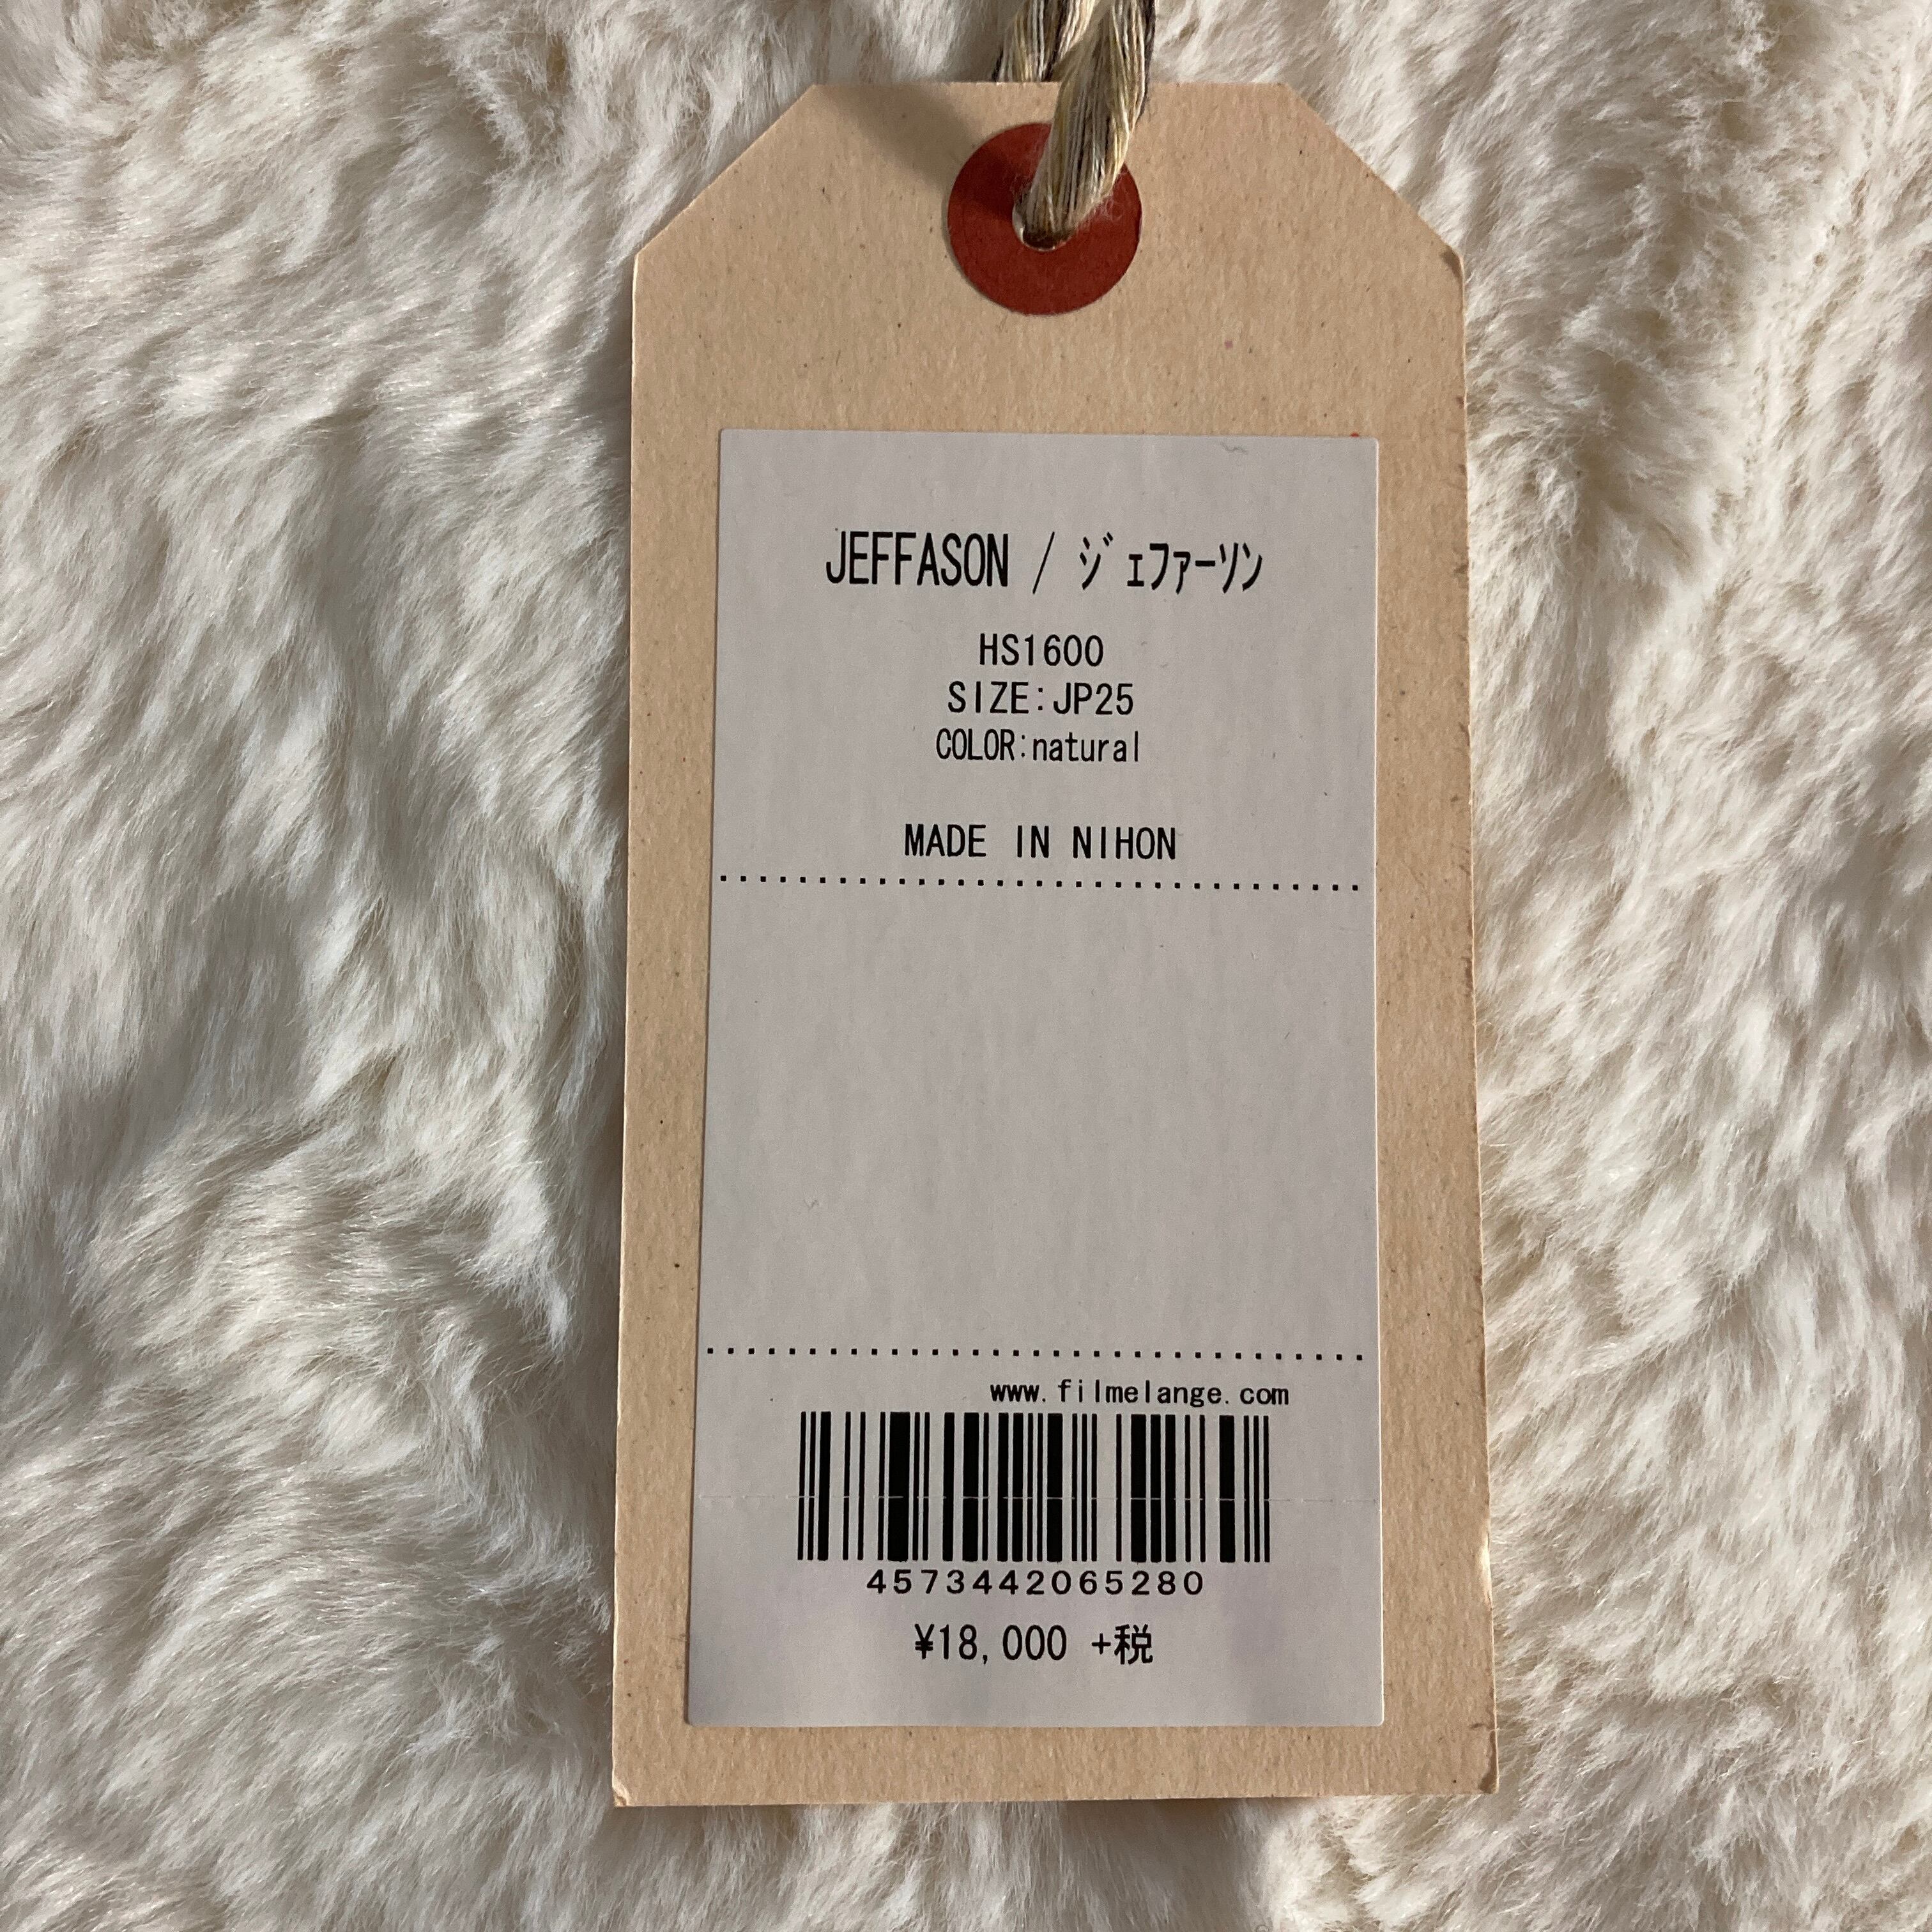 JEFFASON / ｼﾞｪﾌｧｰｿﾝ
HS1600
SIZE:JP25
COLOR:natural
MADE IN NIHON
www.filmelange.com
4573442065280
¥18,000 +税